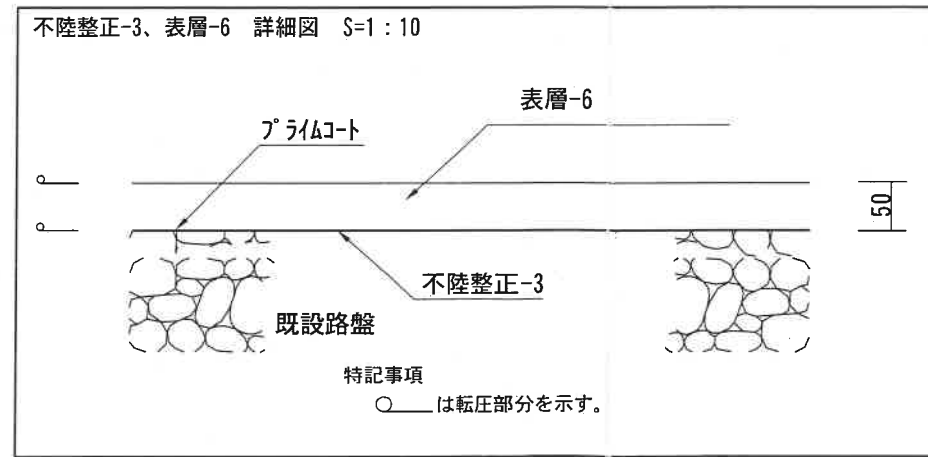 不陸整正-3、表層-6 詳細図 S=1:10
表層-6
プライムコート
50
不陸整正-3
既設路盤
特記事項
は転圧部分を示す。